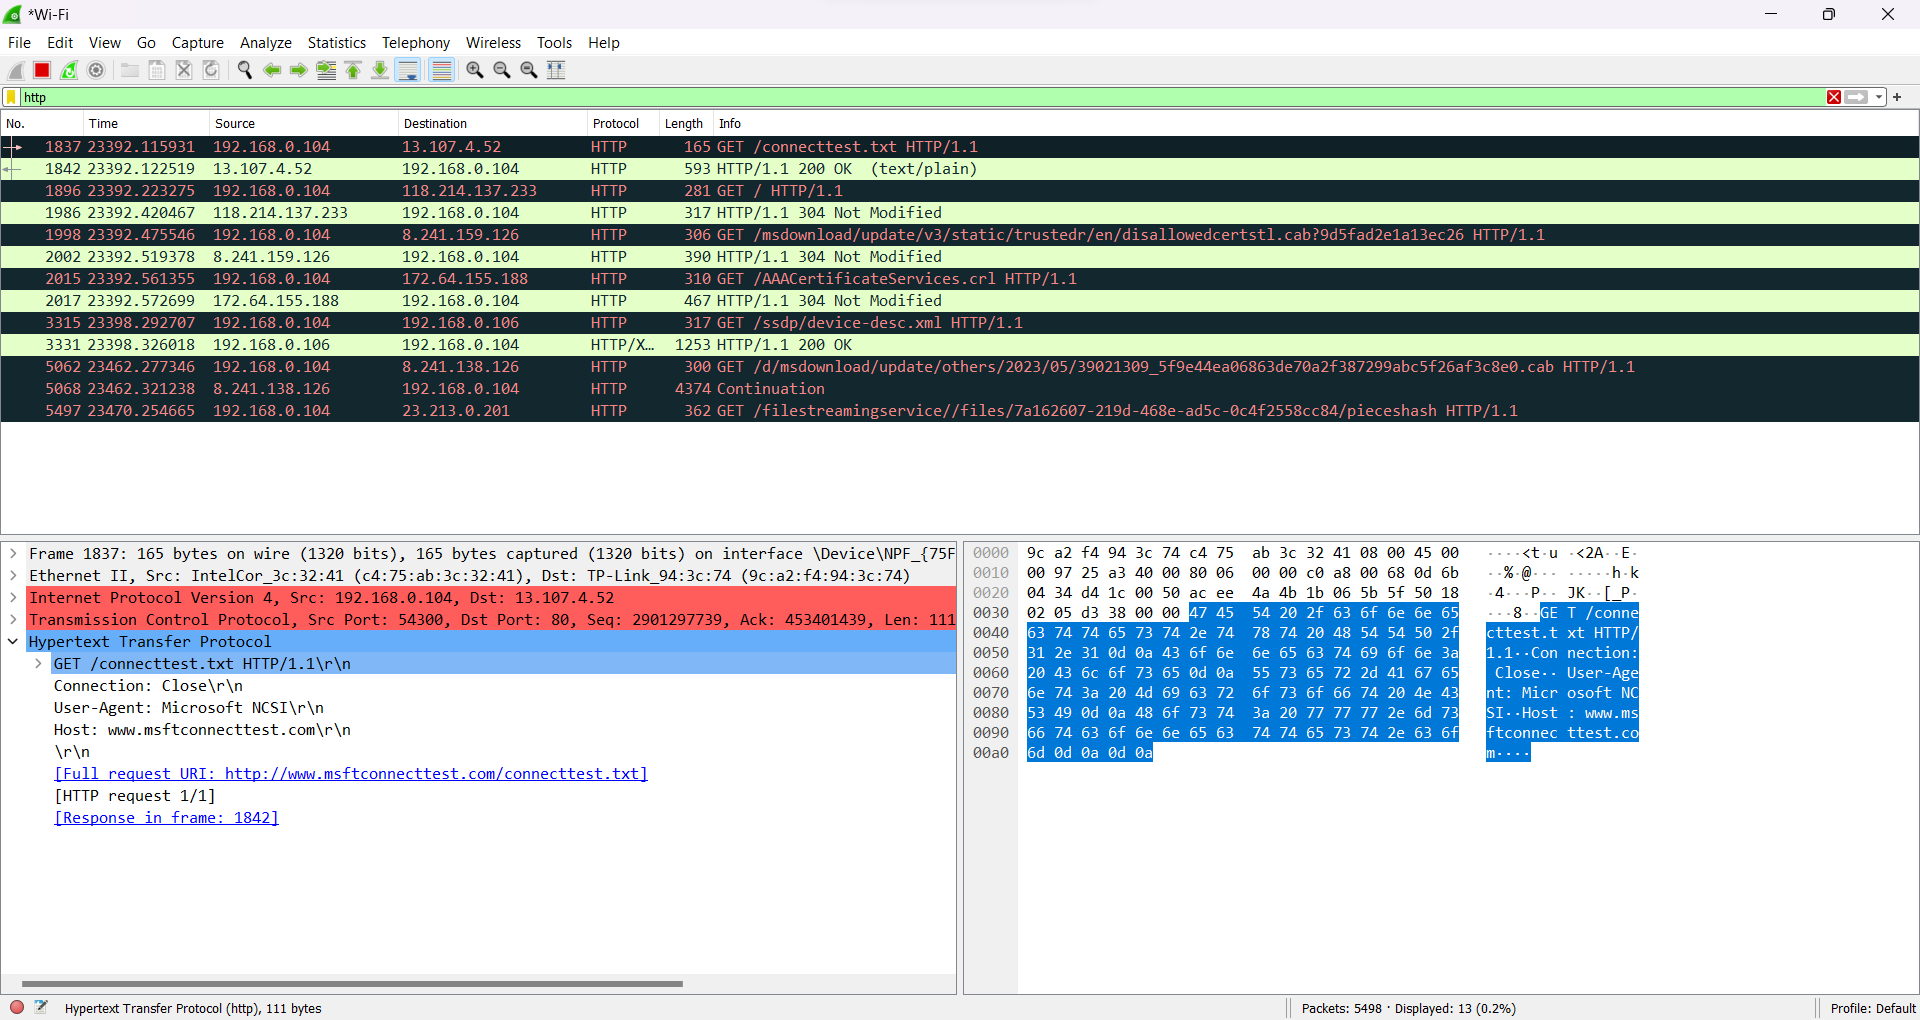 *Wi-Fi
File Edit View Go Capture Analyze Statistics Telephony Wireless Tools Help
http
No. Time Source Destination Protocol Length Info
1837 23392.115931 192.168.0.104 13.107.4.52 HTTP 165 GET /connecttest.txt HTTP/1.1
1842 23392.122519 13.107.4.52 192.168.0.104 HTTP 593 HTTP/1.1 200 OK (text/plain)
1896 23392.223275 192.168.0.104 118.214.137.233 HTTP 281 GET / HTTP/1.1
1986 23392.420467 118.214.137.233 192.168.0.104 HTTP 317 HTTP/1.1 304 Not Modified
1998 23392.475546 192.168.0.104 8.241.159.126 HTTP 306 GET /msdownload/update/v3/static/trustedr/en/disallowedcertstl.cab?9d5fad2e1a13ec26 HTTP/1.1
2002 23392.519378 8.241.159.126 192.168.0.104 HTTP 390 HTTP/1.1 304 Not Modified
2015 23392.561355 192.168.0.104 172.64.155.188 HTTP 310 GET /AAACertificateServices.crl HTTP/1.1
2017 23392.572699 172.64.155.188 192.168.0.104 HTTP 467 HTTP/1.1 304 Not Modified
3315 23398.292707 192.168.0.104 192.168.0.106 HTTP 317 GET /ssdp/device-desc.xml HTTP/1.1
3331 23398.326018 192.168.0.106 192.168.0.104 HTTP/X… 1253 HTTP/1.1 200 OK
5062 23462.277346 192.168.0.104 8.241.138.126 HTTP 300 GET /d/msdownload/update/others/2023/05/39021309_5f9e44ea06863de70a2f387299abc5f26af3c8e0.cab HTTP/1.1
5068 23462.321238 8.241.138.126 192.168.0.104 HTTP 4374 Continuation
5497 23470.254665 192.168.0.104 23.213.0.201 HTTP 362 GET /filestreamingservice//files/7a162607-219d-468e-ad5c-0c4f2558cc84/pieceshash HTTP/1.1
Frame 1837: 165 bytes on wire (1320 bits), 165 bytes captured (1320 bits) on interface \Device\NPF_{75F
Ethernet II, Src: IntelCor_3c:32:41 (c4:75:ab:3c:32:41), Dst: TP-Link_94:3c:74 (9c:a2:f4:94:3c:74)
Internet Protocol Version 4, Src: 192.168.0.104, Dst: 13.107.4.52
Transmission Control Protocol, Src Port: 54300, Dst Port: 80, Seq: 2901297739, Ack: 453401439, Len: 111
Hypertext Transfer Protocol
GET /connecttest.txt HTTP/1.1\r\n
Connection: Close\r\n
User-Agent: Microsoft NCSI\r\n
Host: www.msftconnecttest.com\r\n
\r\n
[Full request URI: http://www.msftconnecttest.com/connecttest.txt]
[HTTP request 1/1]
[Response in frame: 1842]
0000 9c a2 f4 94 3c 74 c4 75 ab 3c 32 41 08 00 45 00 ····<t·u ·<2A··E·
0010 00 97 25 a3 40 00 80 06 00 00 c0 a8 00 68 0d 6b ··%·@··· ·····h·k
0020 04 34 d4 1c 00 50 ac ee 4a 4b 1b 06 5b 5f 50 18 ·4···P·· JK··[_P·
0030 02 05 d3 38 00 00 47 45 54 20 2f 63 6f 6e 6e 65 ···8··GE T /conne
0040 63 74 74 65 73 74 2e 74 78 74 20 48 54 54 50 2f cttest.t xt HTTP/
0050 31 2e 31 0d 0a 43 6f 6e 6e 65 63 74 69 6f 6e 3a 1.1··Con nection:
0060 20 43 6c 6f 73 65 0d 0a 55 73 65 72 2d 41 67 65 Close·· User-Age
0070 6e 74 3a 20 4d 69 63 72 6f 73 6f 66 74 20 4e 43 nt: Micr osoft NC
0080 53 49 0d 0a 48 6f 73 74 3a 20 77 77 77 2e 6d 73 SI··Host : www.ms
0090 66 74 63 6f 6e 6e 65 63 74 74 65 73 74 2e 63 6f ftconnec ttest.co
00a0 6d 0d 0a 0d 0a m····
Hypertext Transfer Protocol (http), 111 bytes
Packets: 5498 · Displayed: 13 (0.2%)
Profile: Default